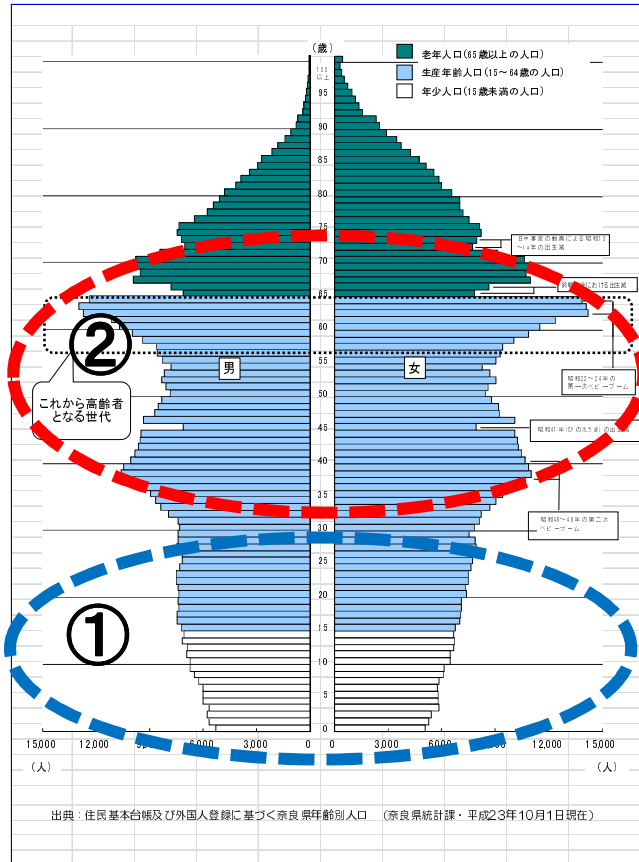 (歳)
老年人口(65歳以上の人口)
生産年齢人口(15～64歳の人口)
年少人口(15歳未満の人口)
100
以上
95
90
85
80
75
日中事変の動員による昭和13
～14年の出生減
70
終戦前後における出生減
65
60
②
55
男
女
昭和22～24年の
第一次ベビーブーム
これから高齢者
となる世代
50
45
昭和41年(ひのえうま)の出生減
40
35
昭和46～49年の第二次
ベビーブーム
30
25
20
①
15
10
5
0
15,000 12,000 9,000 6,000 3,000 0 0 3,000 6,000 9,000 12,000 15,000
(人) (人)
出典：住民基本台帳及び外国人登録に基づく奈良県年齢別人口 (奈良県統計課・平成23年10月1日現在)